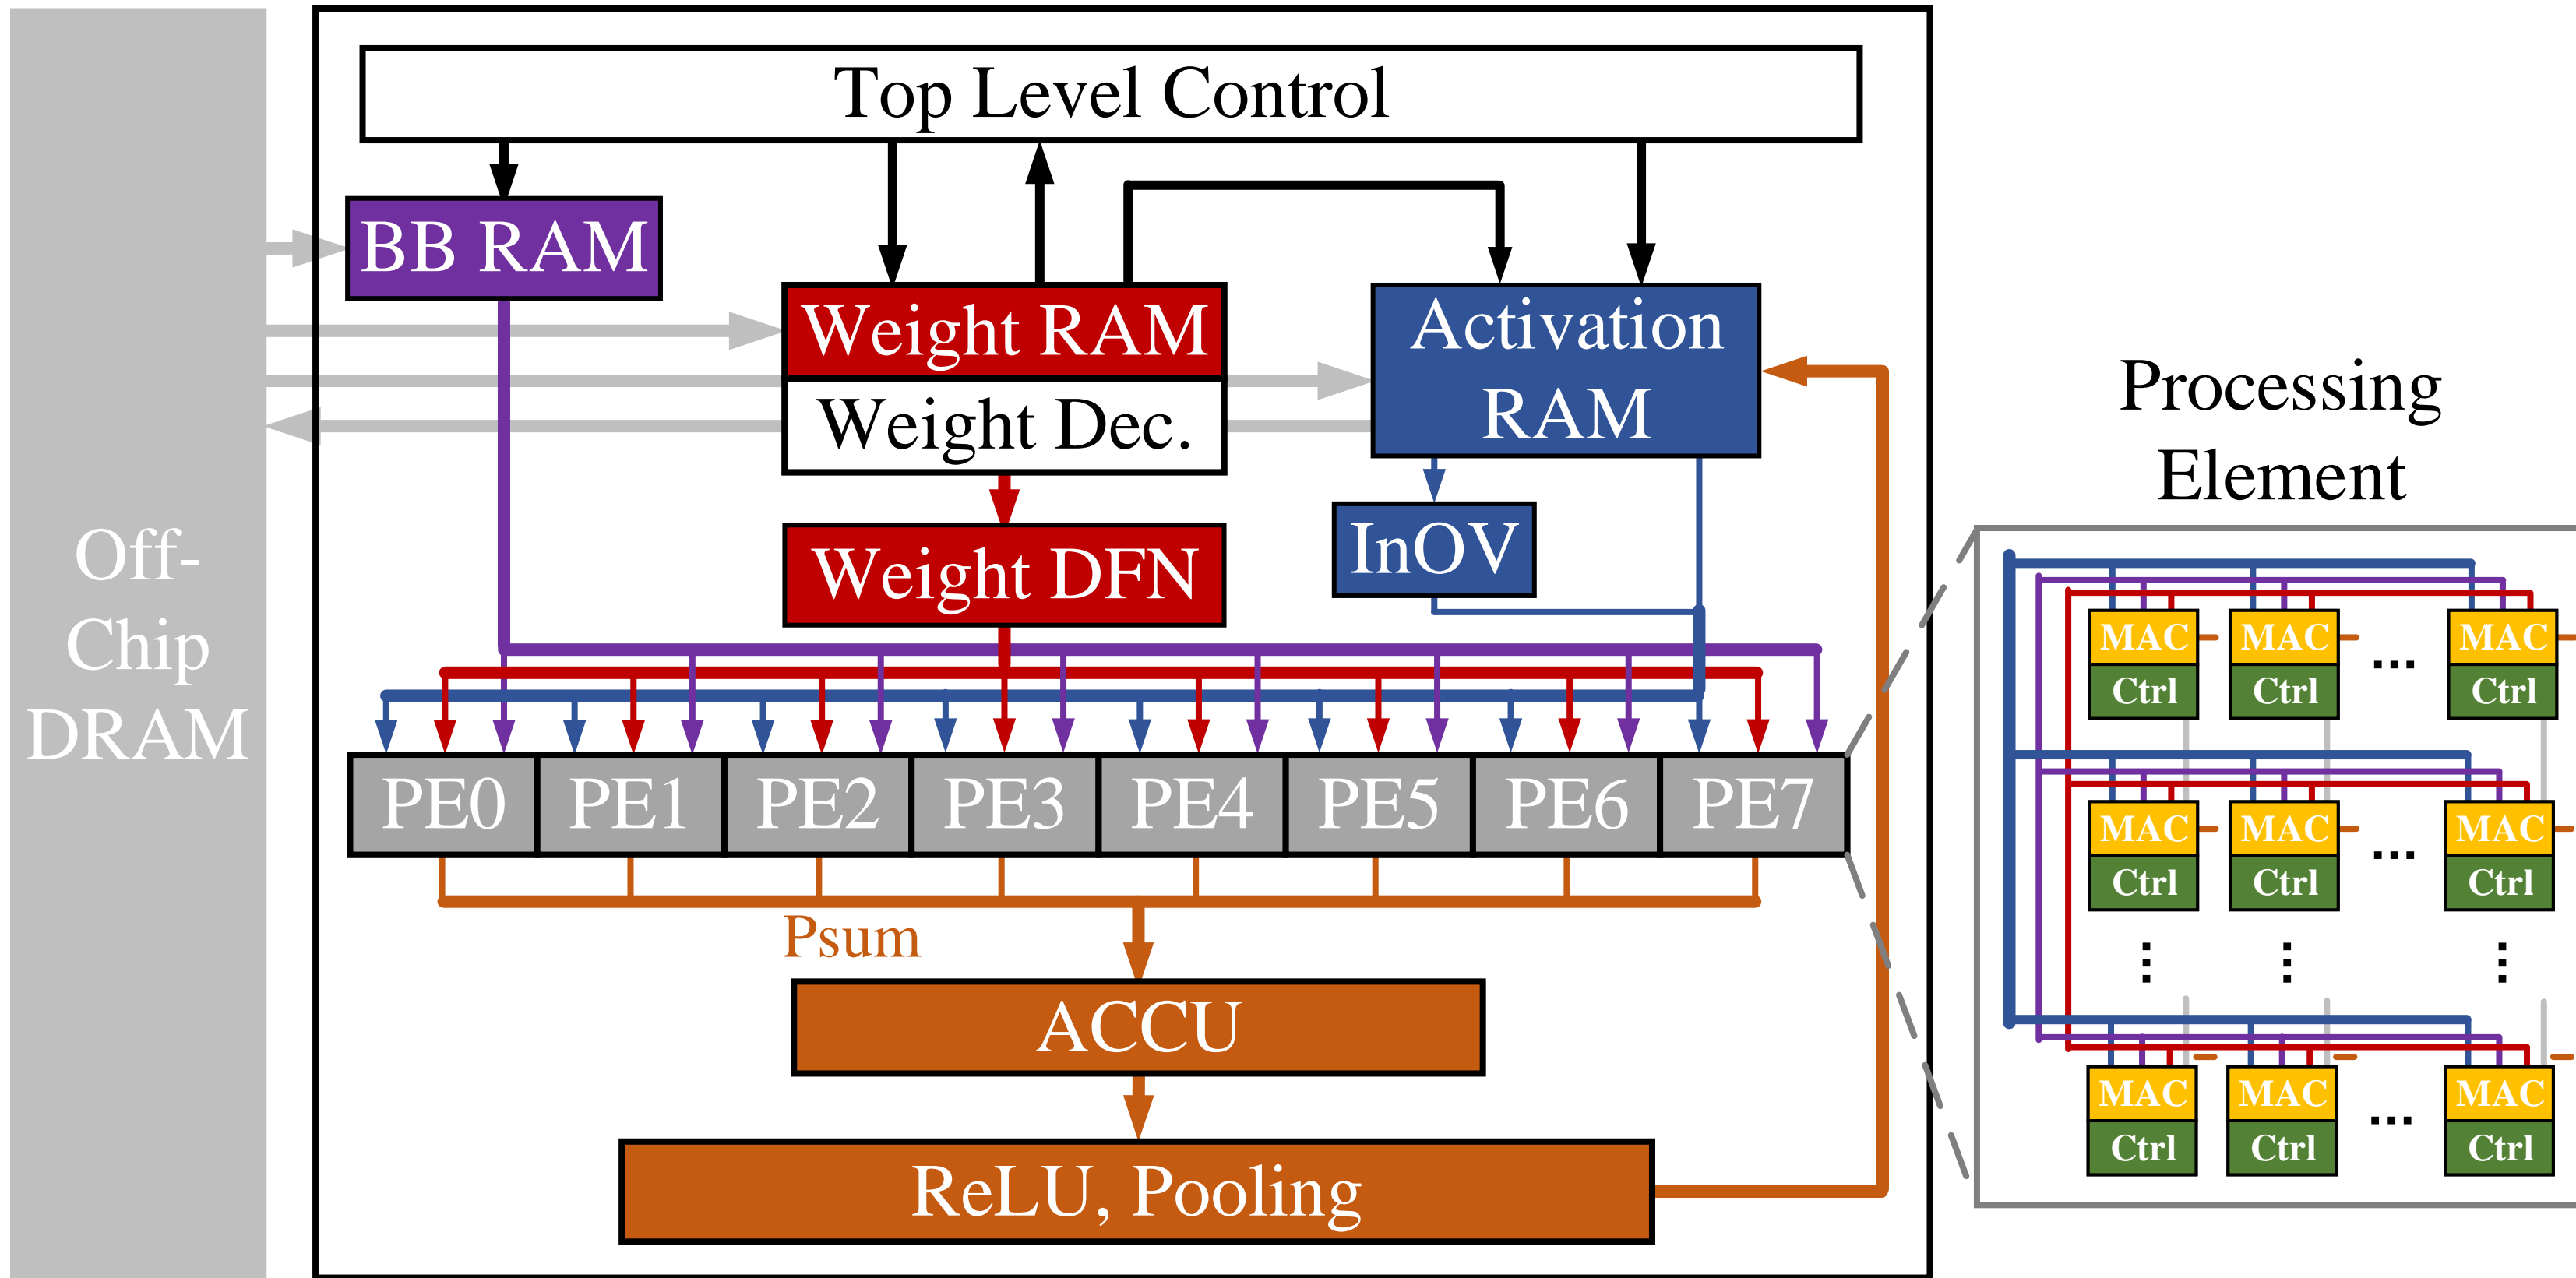 Top Level Control
BB RAM
Weight RAM
Weight Dec.
Activation
RAM
Weight DFN
InOV
Off-
Chip
DRAM
PE0 PE1 PE2 PE3 PE4 PE5 PE6 PE7
Psum
ACCU
ReLU, Pooling
Processing
Element
MAC MAC ... MAC
Ctrl Ctrl Ctrl
MAC MAC ... MAC
Ctrl Ctrl Ctrl
... ... ...
MAC MAC ... MAC
Ctrl Ctrl Ctrl